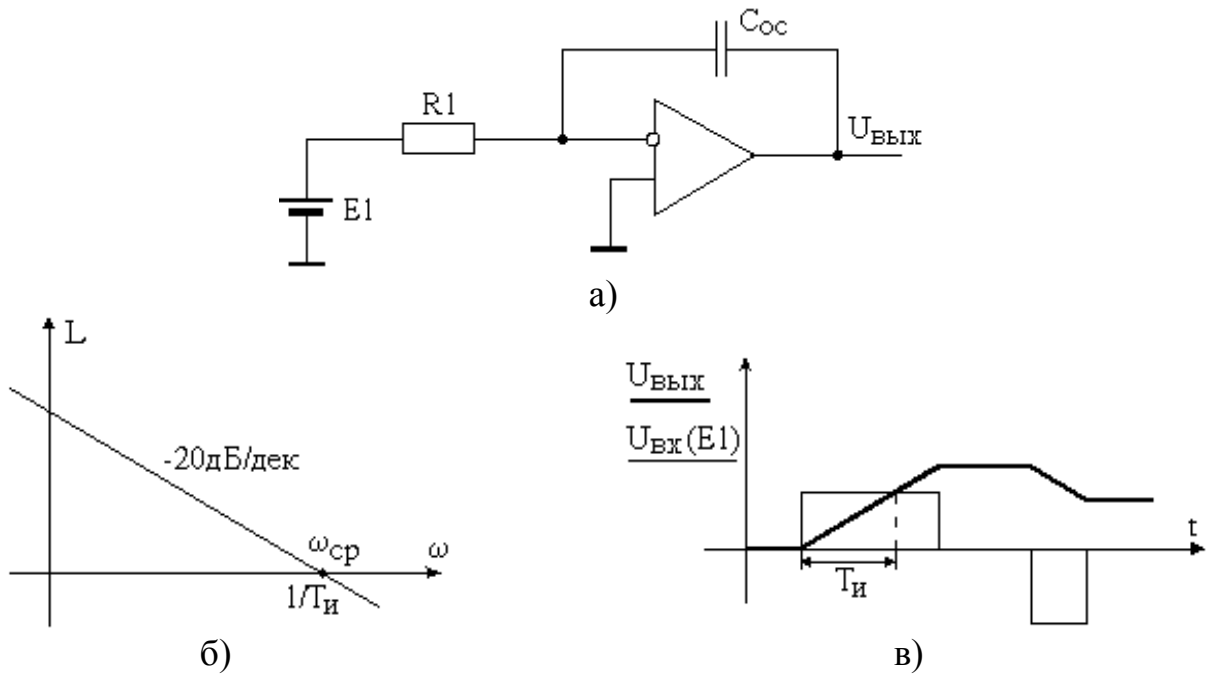 Cос
R1
Uвых
E1
а)
L
-20дБ/дек
ωср
ω
1/Tи
б)
Uвых
Uвх(E1)
t
Tи
в)